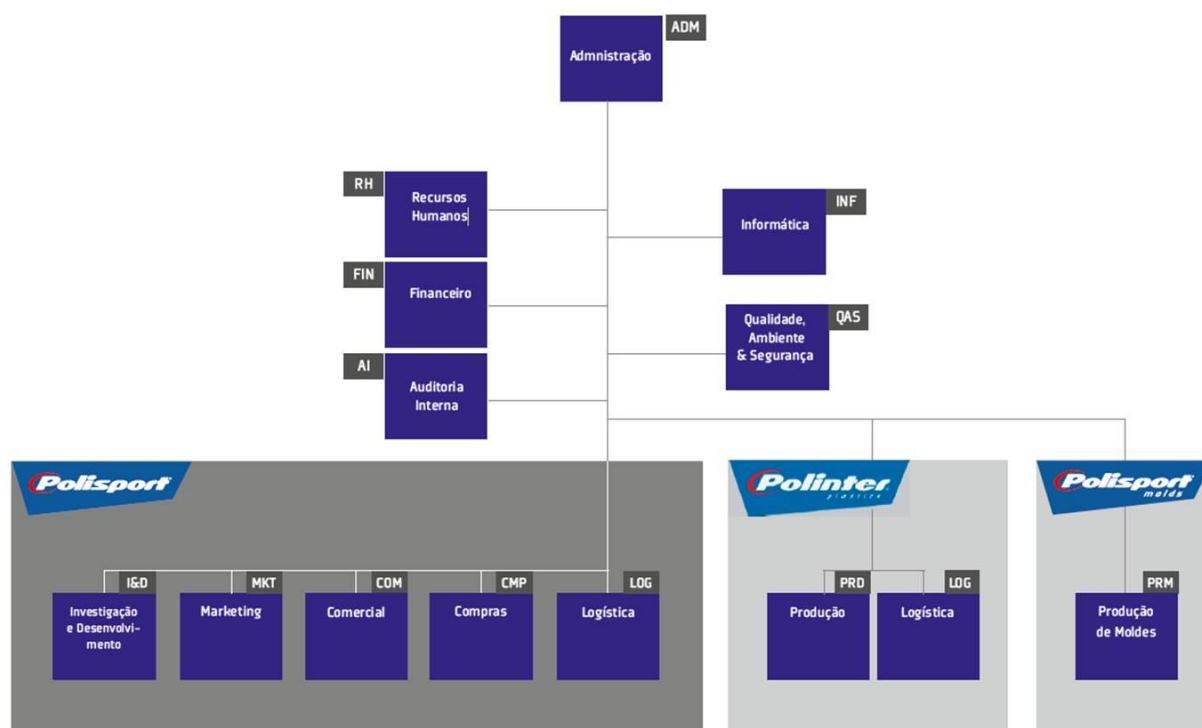 ADM
Admnistração
RH
Recursos
Humanos
INF
Informática
FIN
Financeiro
QAS
Qualidade,
Ambiente
& Segurança
AI
Auditoria
Interna
Polisport
Polinter
plastics
Polisport
molds
I&D
Investigação
e Desenvolvi-
mento
MKT
Marketing
COM
Comercial
CMP
Compras
LOG
Logística
PRD
Produção
LOG
Logística
PRM
Produção
de Moldes